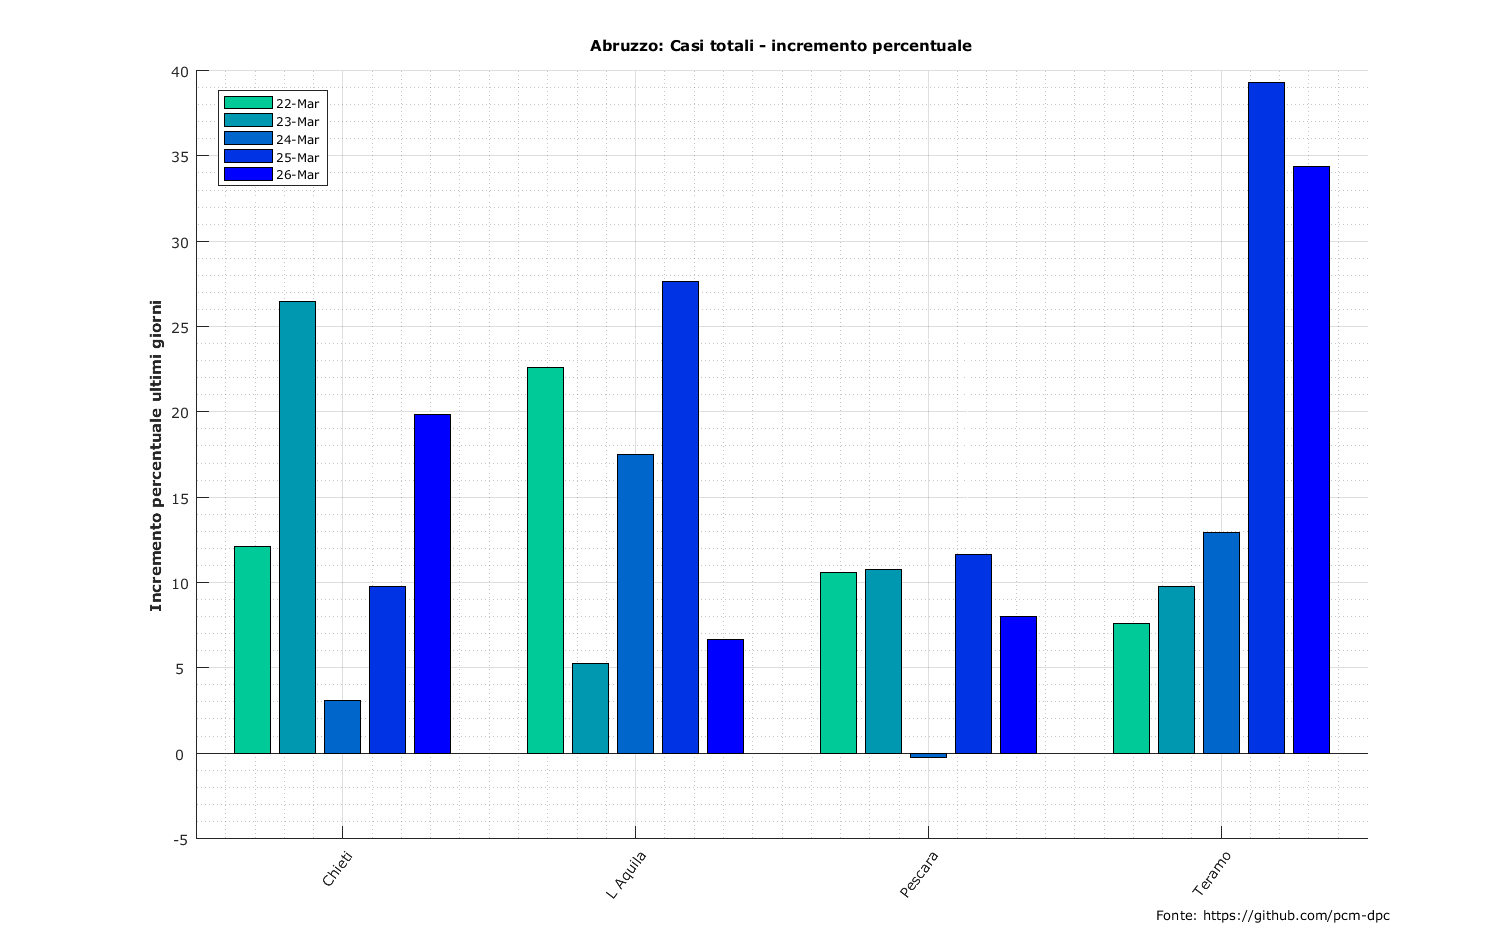 Abruzzo: Casi totali - incremento percentuale
22-Mar
23-Mar
24-Mar
25-Mar
26-Mar
Incremento percentuale ultimi giorni
40
35
30
25
20
15
10
5
0
-5
Chieti
L Aquila
Pescara
Teramo
Fonte: https://github.com/pcm-dpc